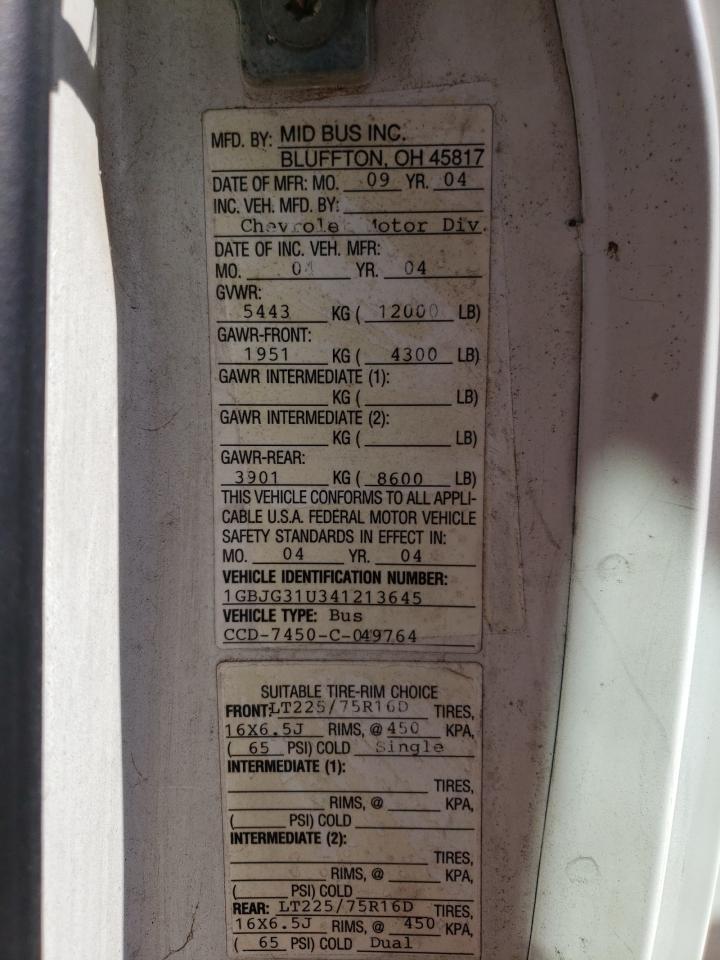 MFD. BY: MID BUS INC.
BLUFFTON, OH 45817
DATE OF MFR: MO. 09 YR. 04
INC. VEH. MFD. BY:
Motor Div.
DATE OF INC. VEH. MFR:
MO. YR. 04
GVWR:
5443 KG ( 12000 LB)
GAWR-FRONT:
1951 KG ( 4300 LB)
GAWR INTERMEDIATE (1):
KG ( LB)
GAWR INTERMEDIATE (2):
KG ( LB)
GAWR-REAR:
3901 KG ( 8600 LB)
THIS VEHICLE CONFORMS TO ALL APPLI-
CABLE U.S.A. FEDERAL MOTOR VEHICLE
SAFETY STANDARDS IN EFFECT IN:
MO. 04 YR. 04
VEHICLE IDENTIFICATION NUMBER:
1GBJG31U341213645
VEHICLE TYPE: Bus
CCD-7450-C-049764
SUITABLE TIRE-RIM CHOICE
FRONT: LT225/75R16D TIRES,
16X6.5J RIMS, @ 450 KPA,
( 65 PSI) COLD Single
INTERMEDIATE (1):
TIRES,
RIMS, @ KPA,
( PSI) COLD
INTERMEDIATE (2):
TIRES,
RIMS, @ KPA,
( PSI) COLD
REAR: LT225/75R16D TIRES,
16X6.5J RIMS, @ 450 KPA,
( 65 PSI) COLD Dual